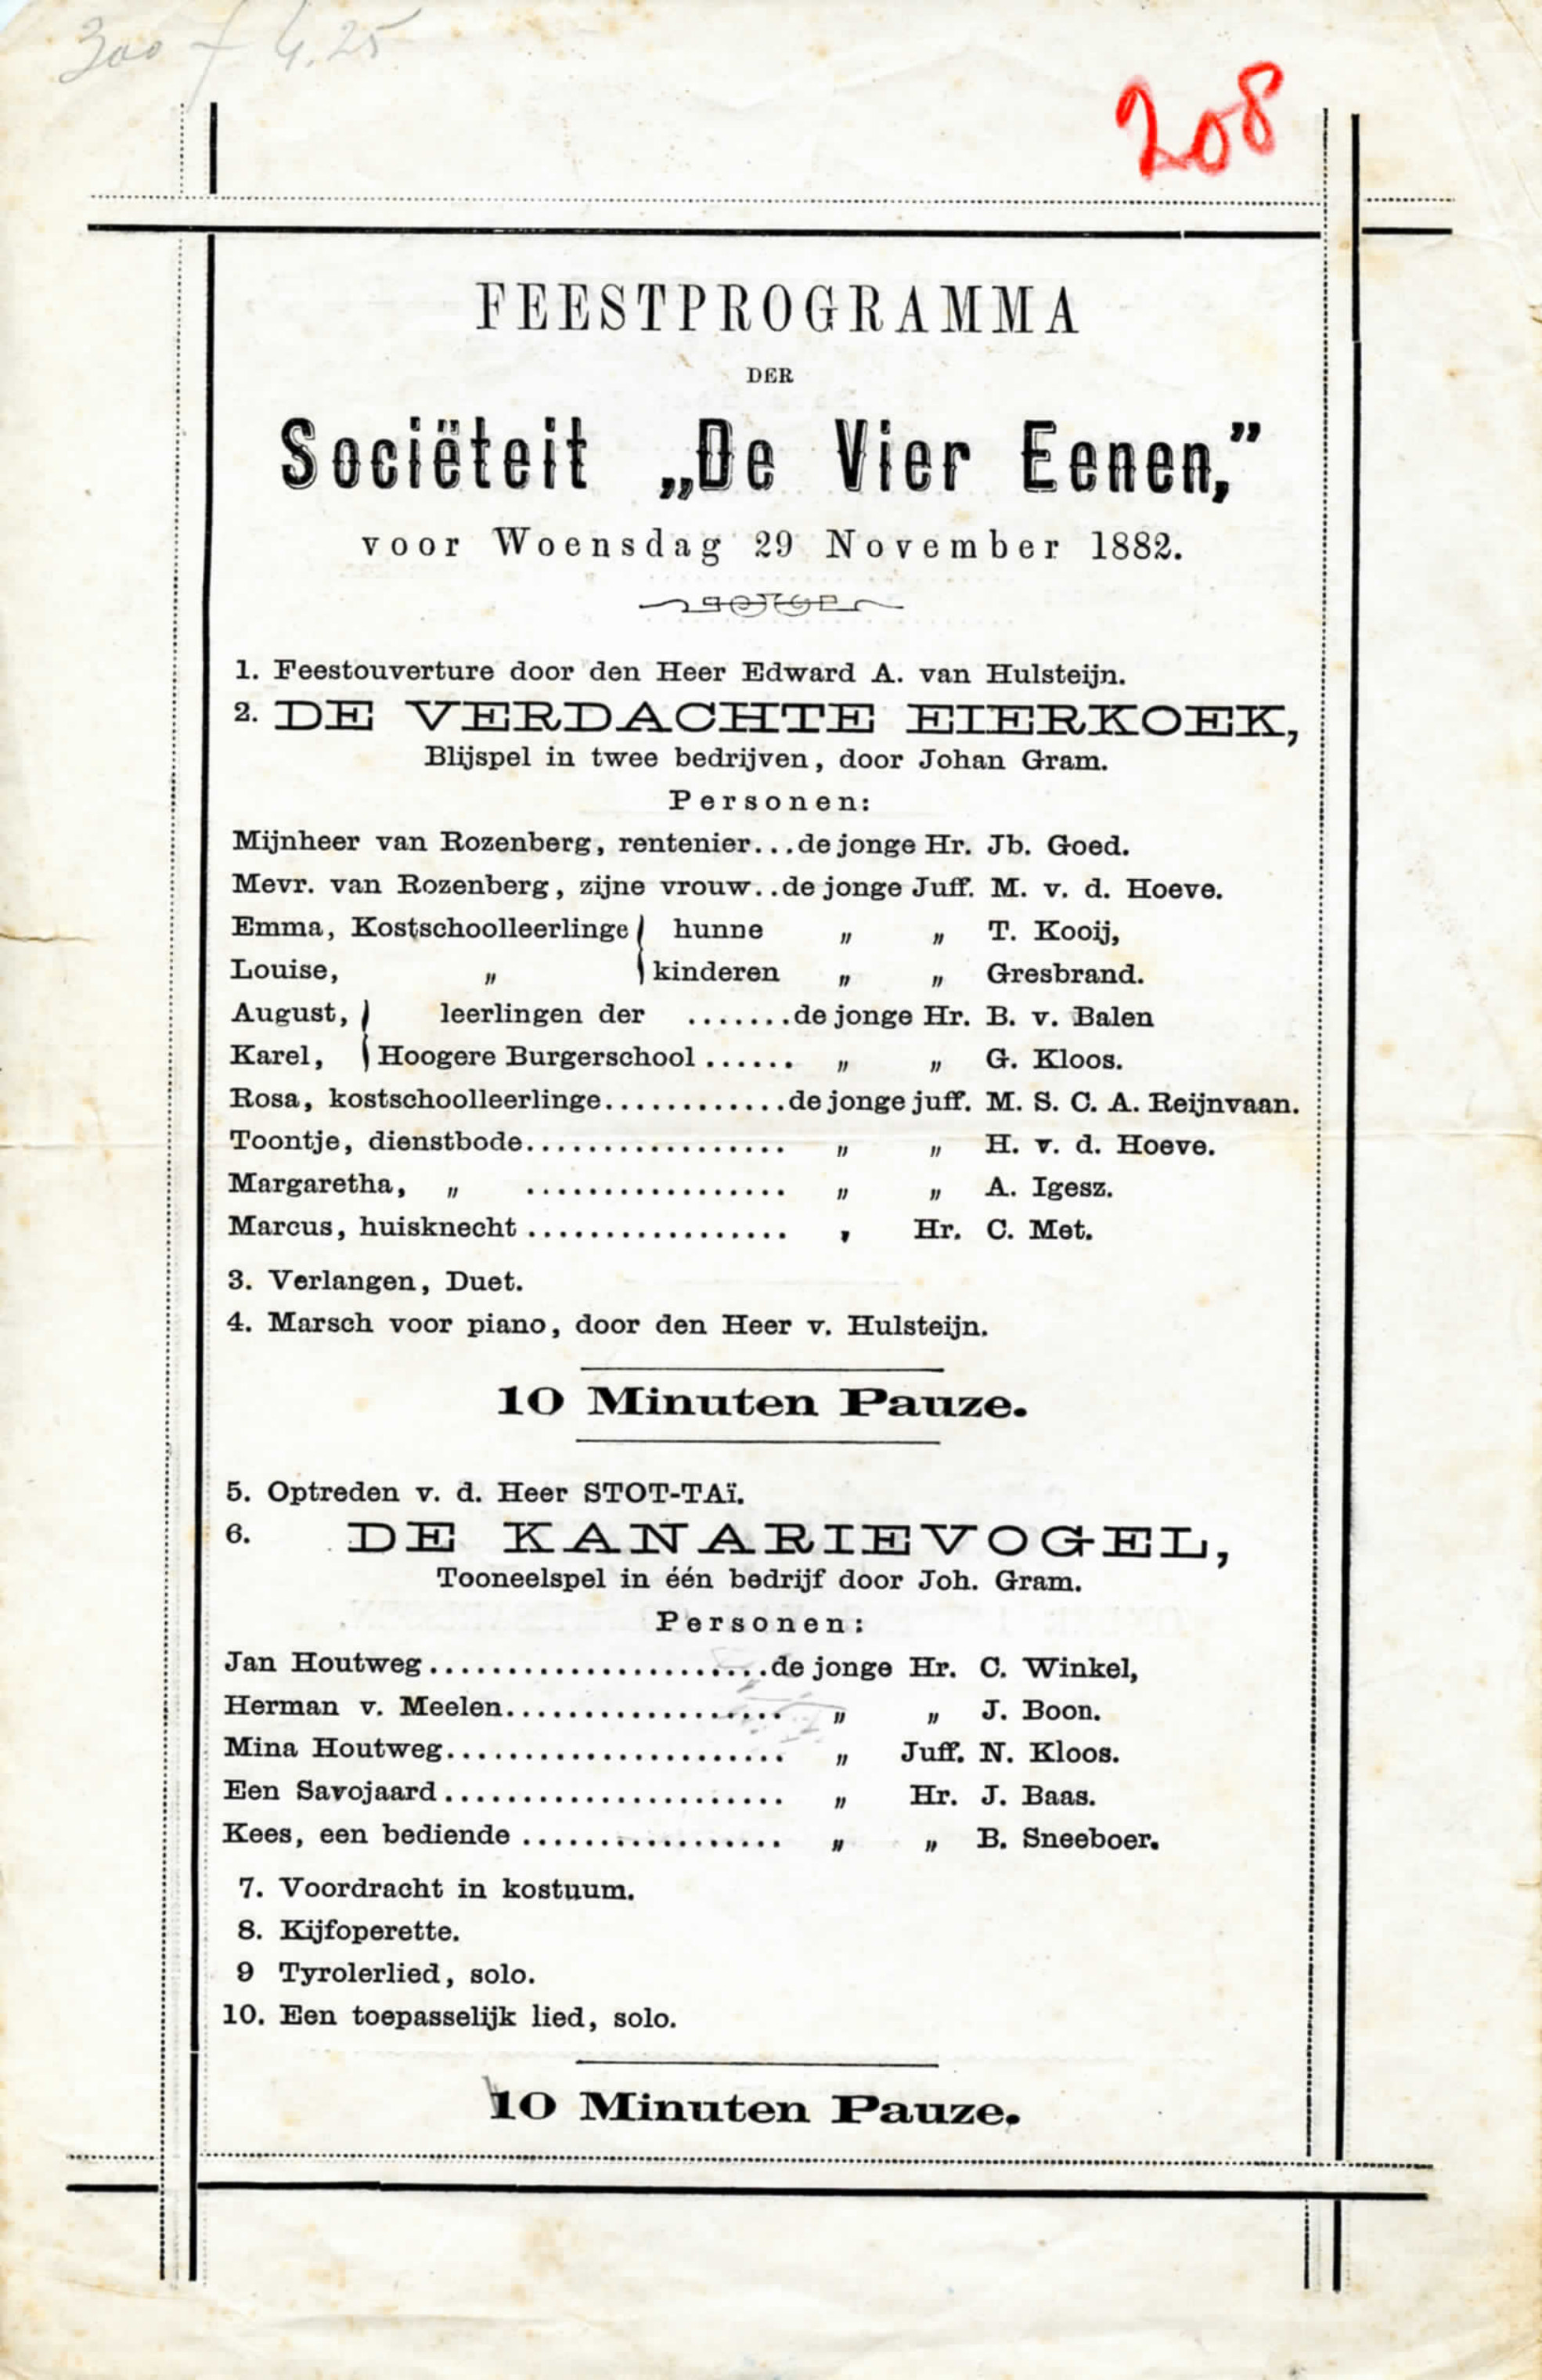 300 f 4.25
208
FEESTPROGRAMMA
DER
Sociëteit „De Vier Eenen,”
voor Woensdag 29 November 1882.
1. Feestouverture door den Heer Edward A. van Hulsteijn.
2. DE VERDACHTE EIERKOEK,
Blijspel in twee bedrijven, door Johan Gram.
Personen:
Mijnheer van Rozenberg, rentenier...de jonge Hr. Jb. Goed.
Mevr. van Rozenberg, zijne vrouw..de jonge Juff. M. v. d. Hoeve.
Emma, Kostschoolleerlinge } hunne „ „ T. Kooij,
Louise, „ } kinderen „ „ Gresbrand.
August, } leerlingen der .......de jonge Hr. B. v. Balen
Karel, } Hoogere Burgerschool ...... „ „ G. Kloos.
Rosa, kostschoolleerlinge............de jonge juff. M. S. C. A. Reijnvaan.
Toontje, dienstbode................. „ „ H. v. d. Hoeve.
Margaretha, „ ................. „ „ A. Igesz.
Marcus, huisknecht ................. , Hr. C. Met.
3. Verlangen, Duet.
4. Marsch voor piano, door den Heer v. Hulsteijn.
10 Minuten Pauze.
5. Optreden v. d. Heer STOT-TAï.
6. DE KANARIEVOGEL,
Tooneelspel in één bedrijf door Joh. Gram.
Personen:
Jan Houtweg......................de jonge Hr. C. Winkel,
Herman v. Meelen.................. „ „ J. Boon.
Mina Houtweg...................... „ Juff. N. Kloos.
Een Savojaard...................... „ Hr. J. Baas.
Kees, een bediende ................. „ „ B. Sneeboer.
7. Voordracht in kostuum.
8. Kijfoperette.
9 Tyrolerlied, solo.
10. Een toepasselijk lied, solo.
10 Minuten Pauze.